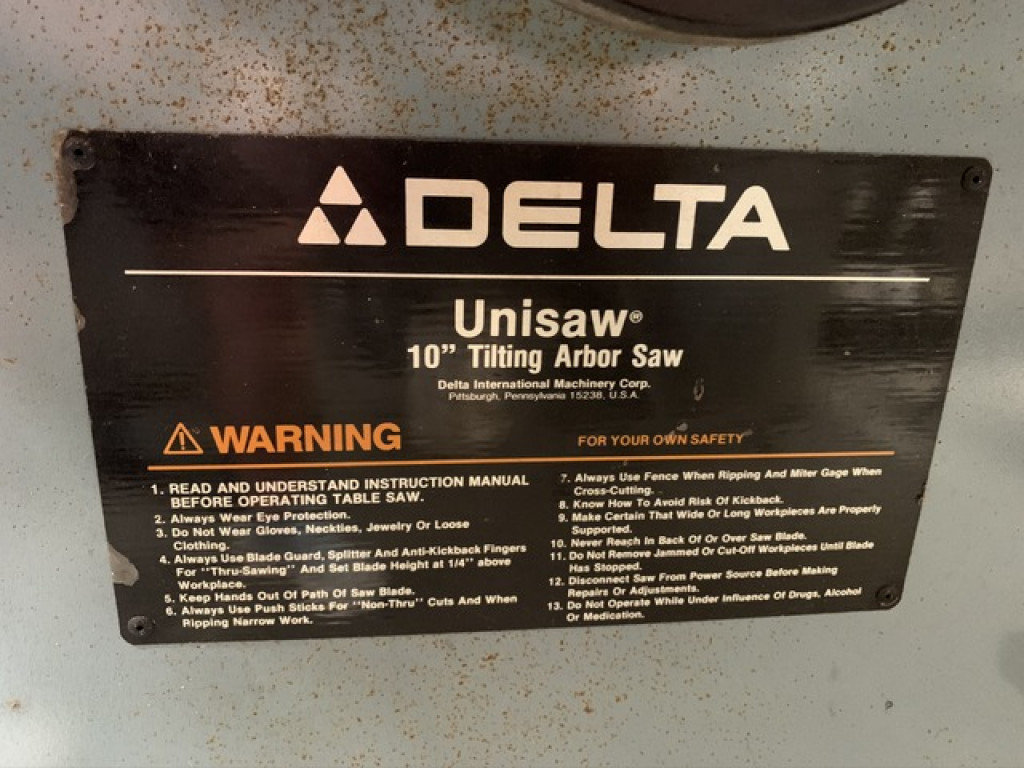 DELTA
Unisaw®
10" Tilting Arbor Saw
Delta International Machinery Corp.
Pittsburgh, Pennsylvania 15238, U.S.A.
WARNING
FOR YOUR OWN SAFETY
1. READ AND UNDERSTAND INSTRUCTION MANUAL
BEFORE OPERATING TABLE SAW.
2. Always Wear Eye Protection.
3. Do Not Wear Gloves, Neckties, Jewelry Or Loose
Clothing.
4. Always Use Blade Guard, Splitter And Anti-Kickback Fingers
For "Thru-Sawing" And Set Blade Height at 1/4" above
Workplace.
5. Keep Hands Out Of Path Of Saw Blade.
6. Always Use Push Sticks For "Non-Thru" Cuts And When
Ripping Narrow Work.
7. Always Use Fence When Ripping And Miter Gage When
Cross-Cutting.
8. Know How To Avoid Risk Of Kickback.
9. Make Certain That Wide Or Long Workpieces Are Properly
Supported.
10. Never Reach In Back Of Or Over Saw Blade.
11. Do Not Remove Jammed Or Cut-Off Workpieces Until Blade
Has Stopped.
12. Disconnect Saw From Power Source Before Making
Repairs Or Adjustments.
13. Do Not Operate While Under Influence Of Drugs, Alcohol
Or Medication.